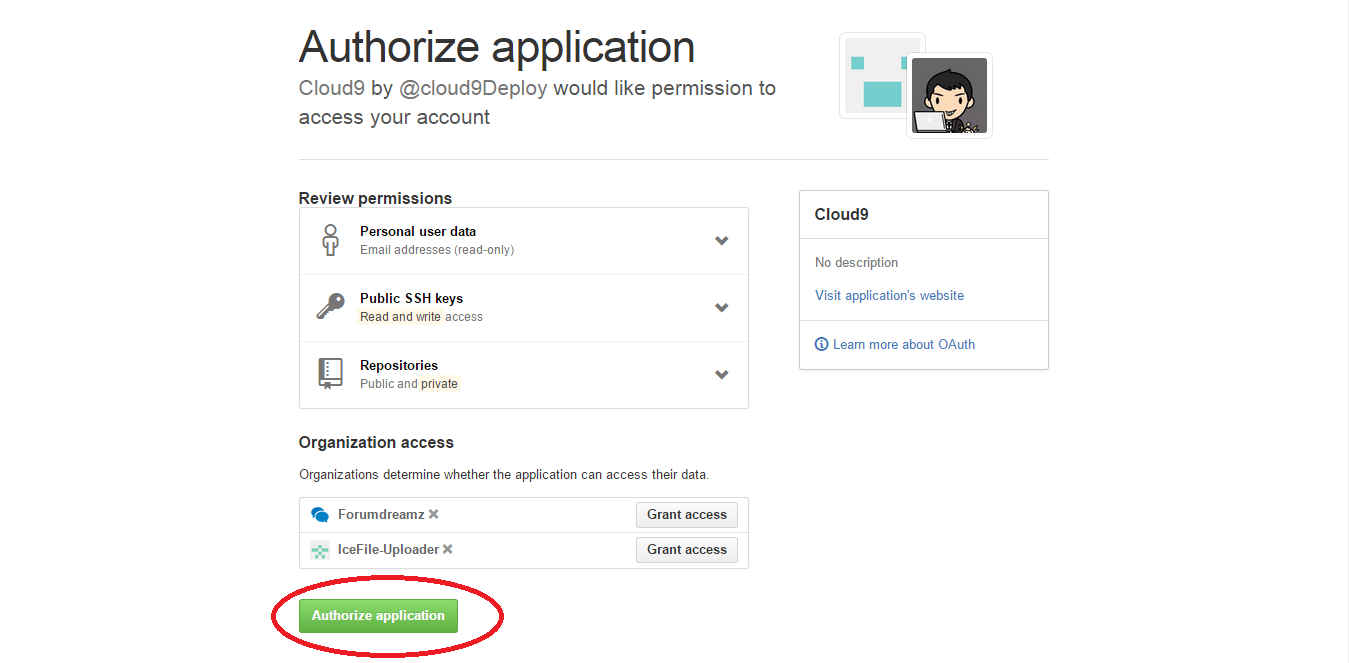 Authorize application
Cloud9 by @cloud9Deploy would like permission to
access your account
Review permissions
Personal user data
Email addresses (read-only)
Public SSH keys
Read and write access
Repositories
Public and private
Organization access
Organizations determine whether the application can access their data.
Forumdreamz
Grant access
IceFile-Uploader
Grant access
Authorize application
Cloud9
No description
Visit application's website
Learn more about OAuth